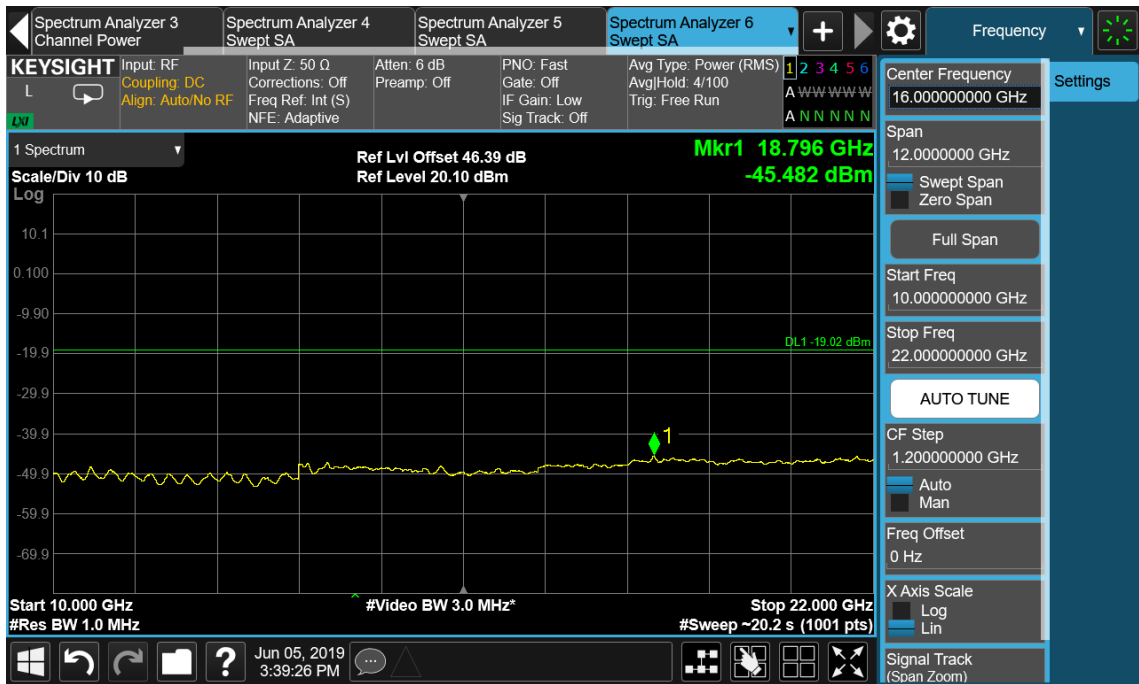 Spectrum Analyzer 3
Channel Power
Spectrum Analyzer 4
Swept SA
Spectrum Analyzer 5
Swept SA
Spectrum Analyzer 6
Swept SA
Frequency
KEYSIGHT
L
LXI
Input: RF
Coupling: DC
Align: Auto/No RF
Input Z: 50 Ω
Corrections: Off
Freq Ref: Int (S)
NFE: Adaptive
Atten: 6 dB
Preamp: Off
PNO: Fast
Gate: Off
IF Gain: Low
Sig Track: Off
Avg Type: Power (RMS)
Avg|Hold: 4/100
Trig: Free Run
1 2 3 4 5 6
A W W W W W
A N N N N N
1 Spectrum
Scale/Div 10 dB
Ref Lvl Offset 46.39 dB
Ref Level 20.10 dBm
Mkr1 18.796 GHz
-45.482 dBm
Log
10.1
0.100
-9.90
-19.9
-29.9
-39.9
-49.9
-59.9
-69.9
DL1 -19.02 dBm
1
Start 10.000 GHz
#Res BW 1.0 MHz
#Video BW 3.0 MHz*
Stop 22.000 GHz
#Sweep ~20.2 s (1001 pts)
Center Frequency
16.000000000 GHz
Span
12.0000000 GHz
Swept Span
Zero Span
Full Span
Start Freq
10.000000000 GHz
Stop Freq
22.000000000 GHz
AUTO TUNE
CF Step
1.200000000 GHz
Auto
Man
Freq Offset
0 Hz
X Axis Scale
Log
Lin
Signal Track
(Span Zoom)
Settings
?
Jun 05, 2019
3:39:26 PM